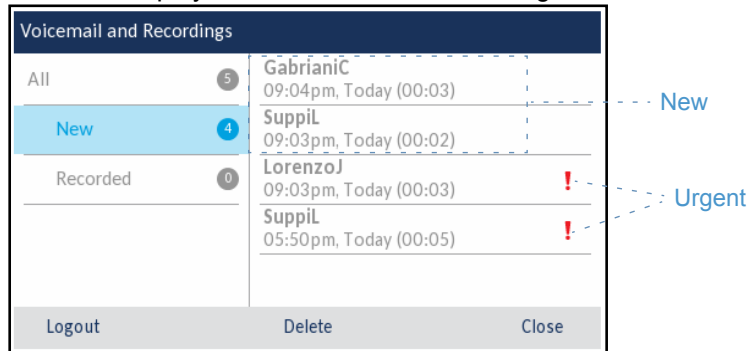 Voicemail and Recordings
All 5
New 4
Recorded 0
GabrianiC
09:04pm, Today (00:03)
SuppiL
09:03pm, Today (00:02)
LorenzoJ
09:03pm, Today (00:03) !
SuppiL
05:50pm, Today (00:05) !
New
Urgent
Logout Delete Close